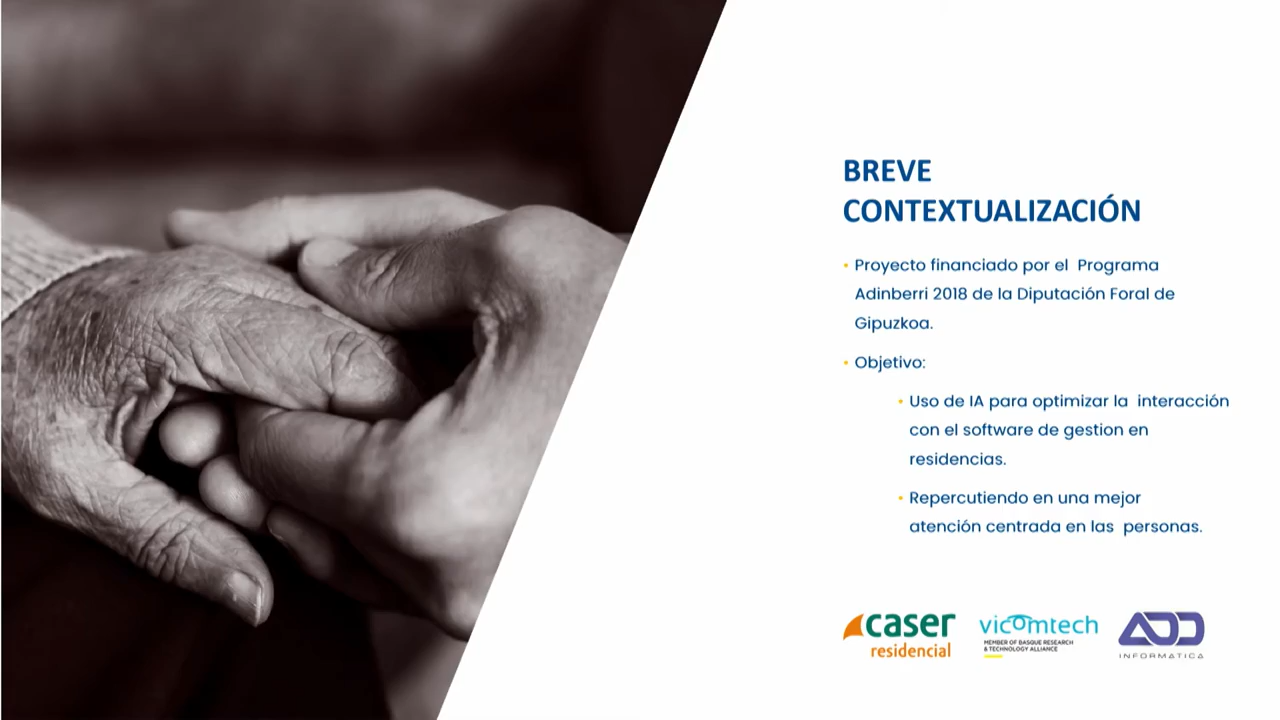 BREVE
CONTEXTUALIZACIÓN
• Proyecto financiado por el  Programa
Adinberri 2018 de la Diputación Foral de
Gipuzkoa.
• Objetivo:
• Uso de IA para optimizar la  interacción
con el software de gestion en
residencias.
• Repercutiendo en una mejor
atención centrada en las  personas.
caser
residencial
vicomtech
MEMBER OF BASQUE RESEARCH
& TECHNOLOGY ALLIANCE
ADD
INFORMATICA